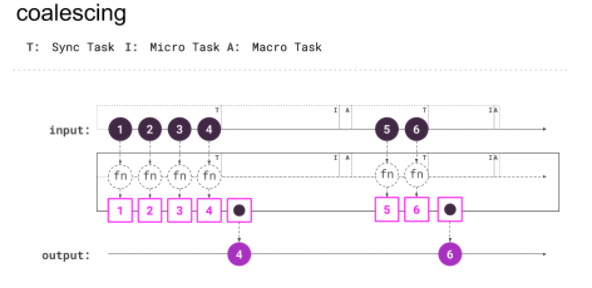 coalescing
T: Sync Task I: Micro Task A: Macro Task
T I A T I A
input: 1 2 3 4 5 6
T I A T I A
fn fn fn fn fn fn
1 2 3 4 5 6
output: 4 6